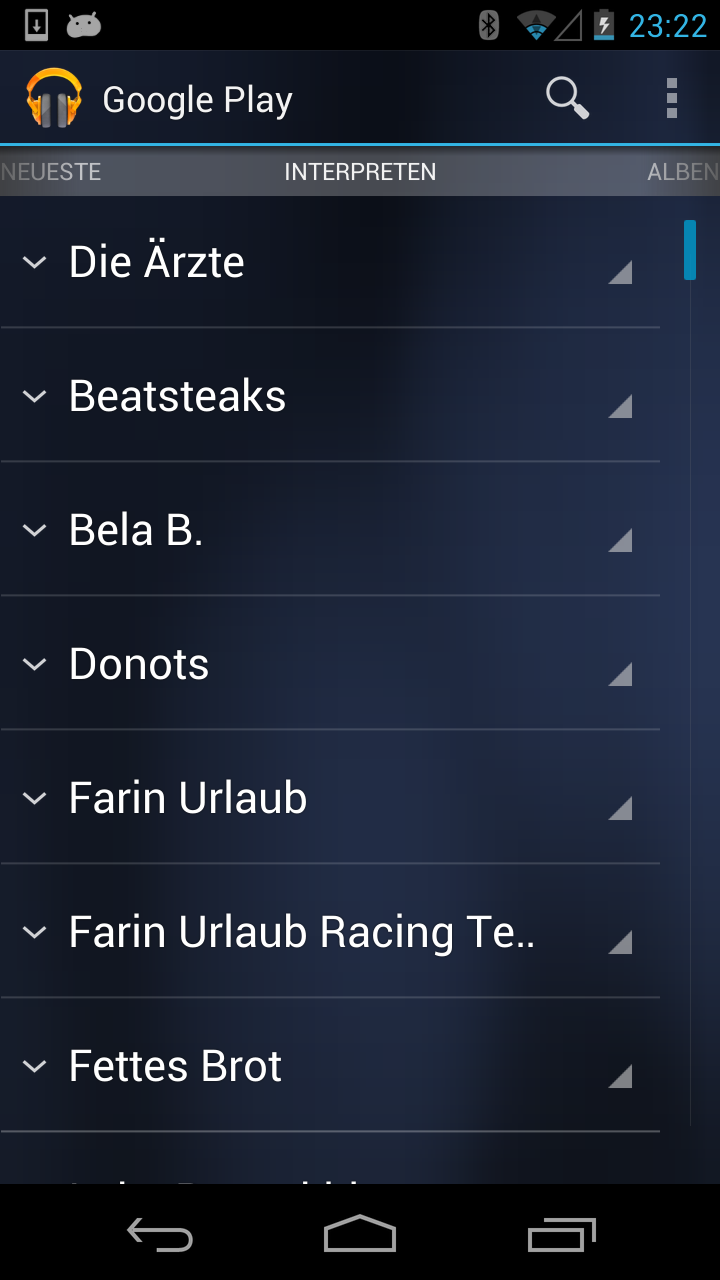 23:22
Google Play
NEUESTE INTERPRETEN ALBEN
Die Ärzte
Beatsteaks
Bela B.
Donots
Farin Urlaub
Farin Urlaub Racing Te..
Fettes Brot